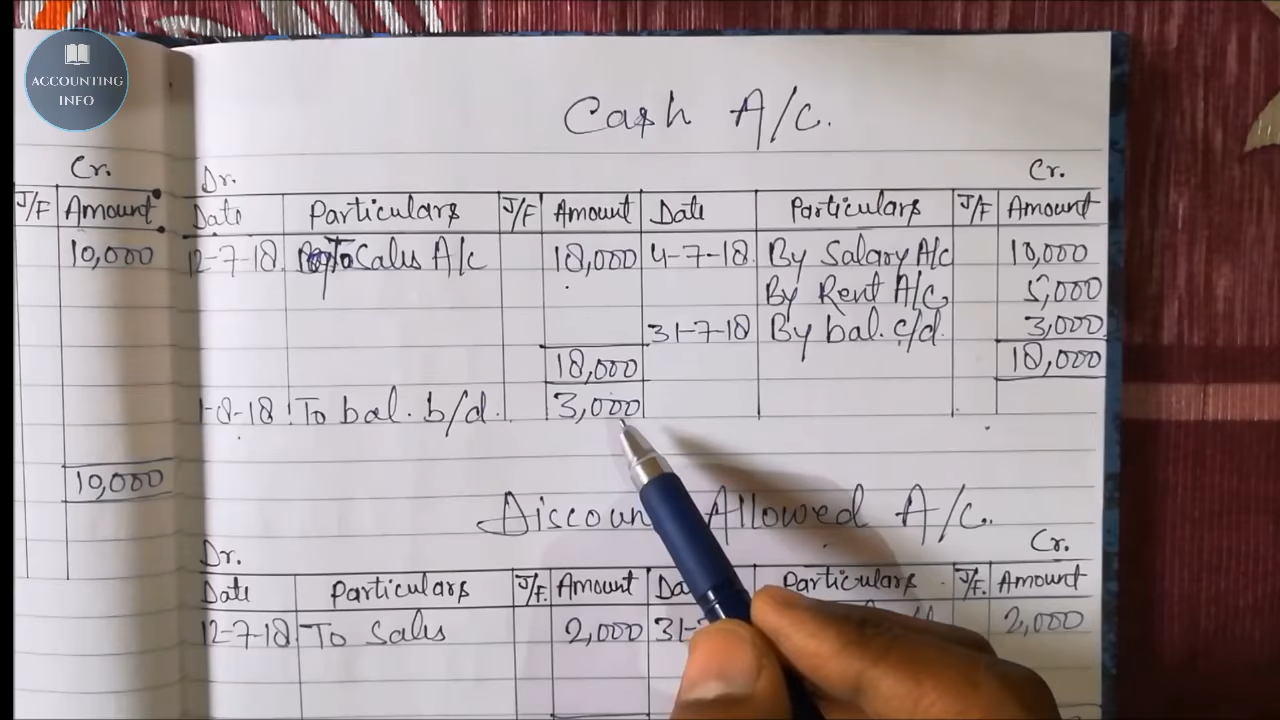 ACCOUNTING
INFO
Cash A/c.
Cr.
J/F Amount
10,000
10,000
Dr. Cr.
Date Particulars J/F Amount Date Particulars J/F Amount
12-7-18 To Sales A/c 18,000 4-7-18 By Salary A/c 10,000
By Rent A/c 5,000
31-7-18 By bal. c/d. 3,000
18,000 18,000
1-8-18 To bal. b/d. 3,000
Discoun Allowed A/c.
Dr. Cr.
Date Particulars J/F. Amount Da Particulars J/F. Amount
12-7-18 To Sales 2,000 31- 2,000